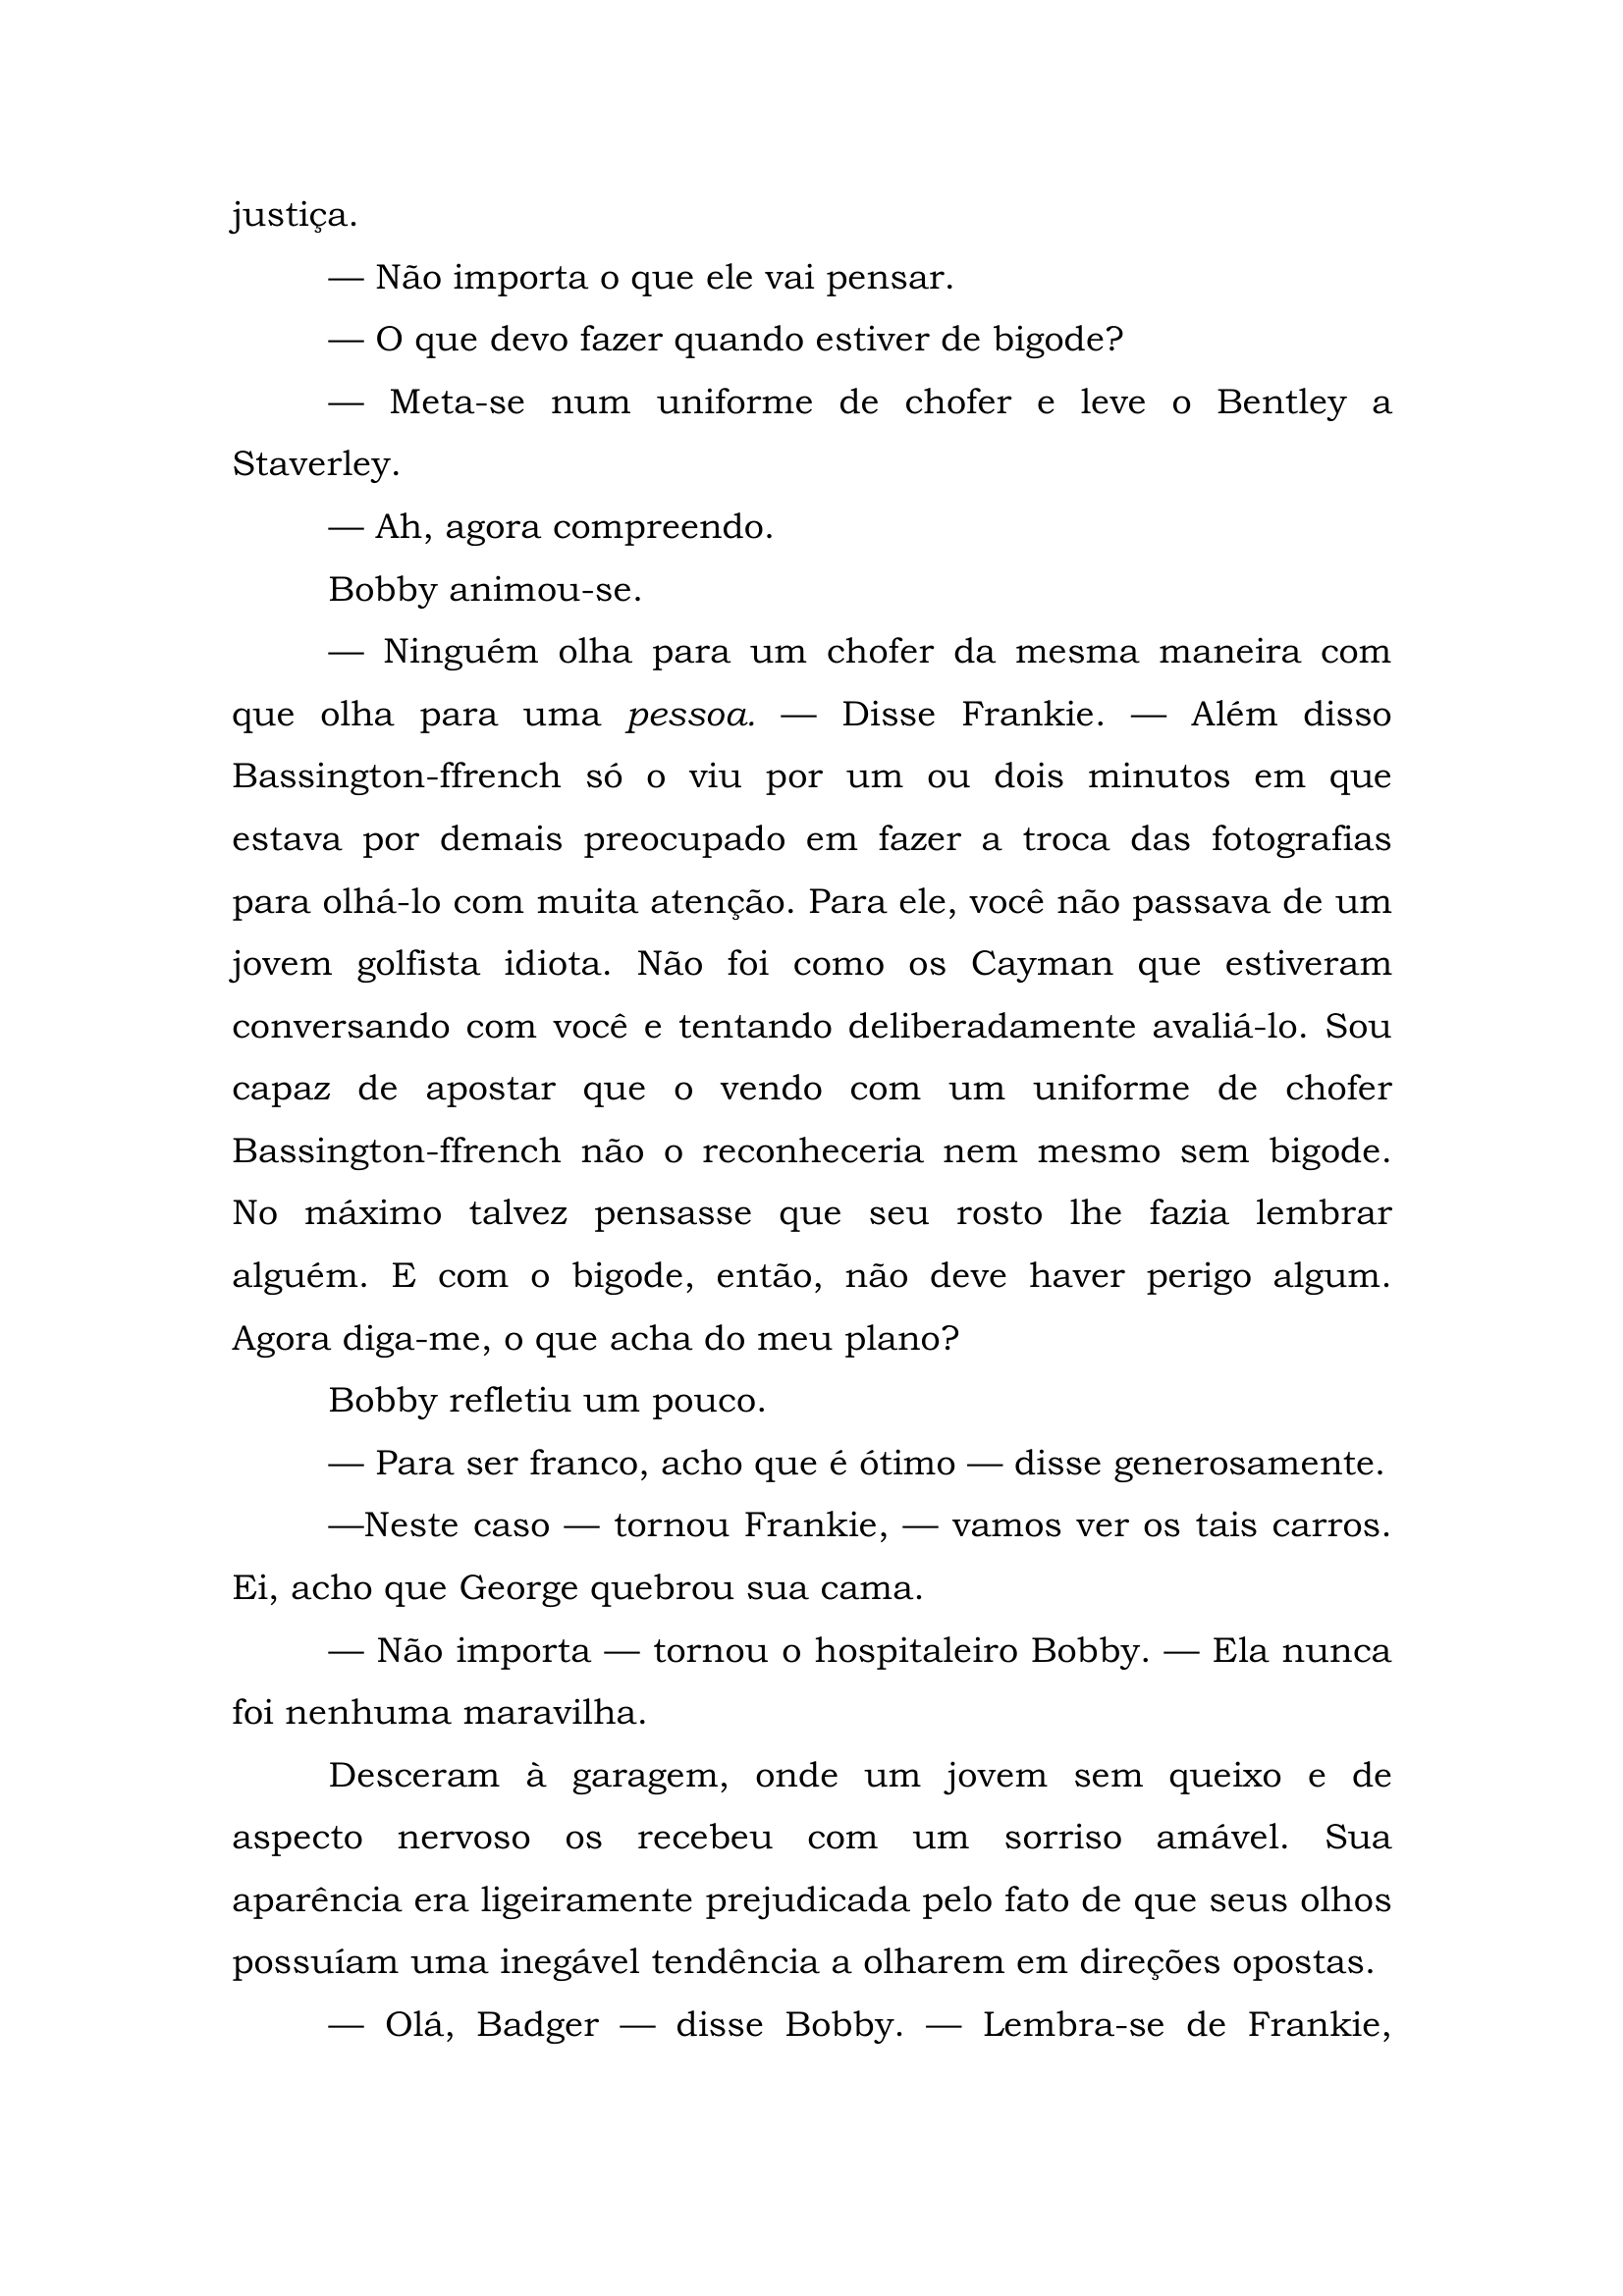 justiça.
— Não importa o que ele vai pensar.
— O que devo fazer quando estiver de bigode?
— Meta-se num uniforme de chofer e leve o Bentley a
Staverley.
— Ah, agora compreendo.
Bobby animou-se.
— Ninguém olha para um chofer da mesma maneira com
que olha para uma pessoa. — Disse Frankie. — Além disso
Bassington-ffrench só o viu por um ou dois minutos em que
estava por demais preocupado em fazer a troca das fotografias
para olhá-lo com muita atenção. Para ele, você não passava de um
jovem golfista idiota. Não foi como os Cayman que estiveram
conversando com você e tentando deliberadamente avaliá-lo. Sou
capaz de apostar que o vendo com um uniforme de chofer
Bassington-ffrench não o reconheceria nem mesmo sem bigode.
No máximo talvez pensasse que seu rosto lhe fazia lembrar
alguém. E com o bigode, então, não deve haver perigo algum.
Agora diga-me, o que acha do meu plano?
Bobby refletiu um pouco.
— Para ser franco, acho que é ótimo — disse generosamente.
—Neste caso — tornou Frankie, — vamos ver os tais carros.
Ei, acho que George quebrou sua cama.
— Não importa — tornou o hospitaleiro Bobby. — Ela nunca
foi nenhuma maravilha.
Desceram à garagem, onde um jovem sem queixo e de
aspecto nervoso os recebeu com um sorriso amável. Sua
aparência era ligeiramente prejudicada pelo fato de que seus olhos
possuíam uma inegável tendência a olharem em direções opostas.
— Olá, Badger — disse Bobby. — Lembra-se de Frankie,